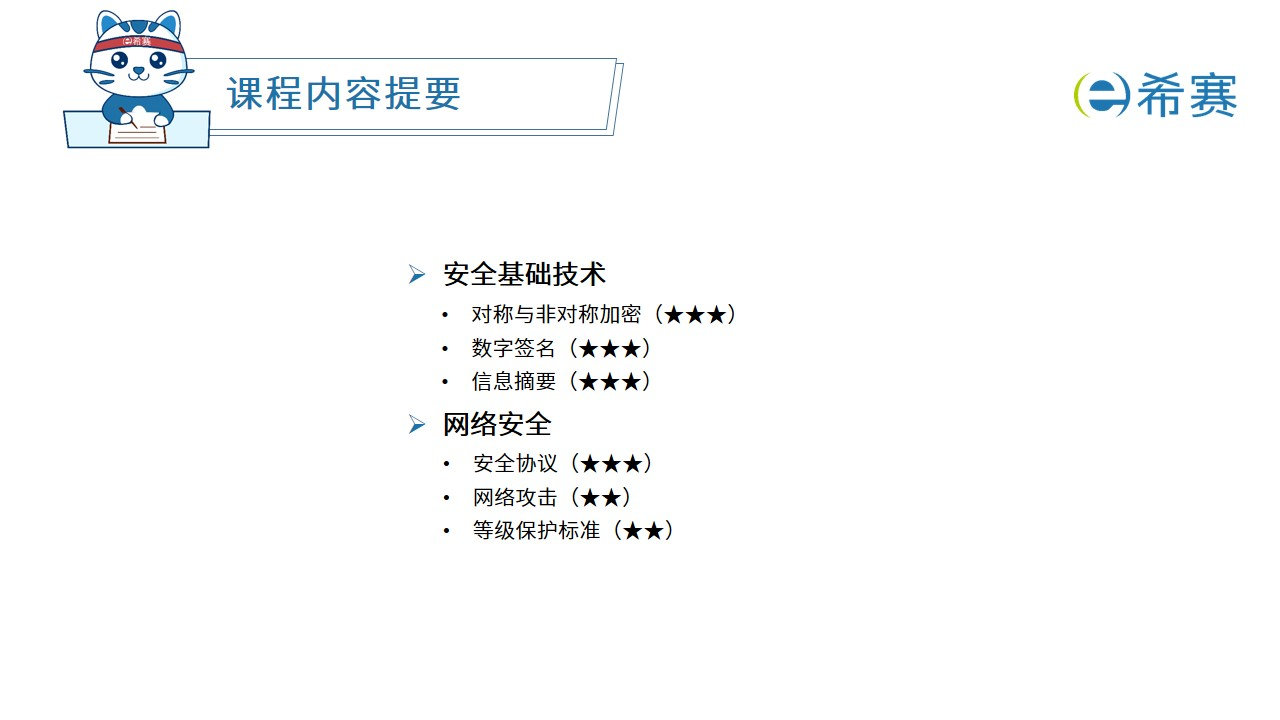 希赛
课程内容提要
希赛
➢ 安全基础技术
• 对称与非对称加密（★★★）
• 数字签名（★★★）
• 信息摘要（★★★）
➢ 网络安全
• 安全协议（★★★）
• 网络攻击（★★）
• 等级保护标准（★★）